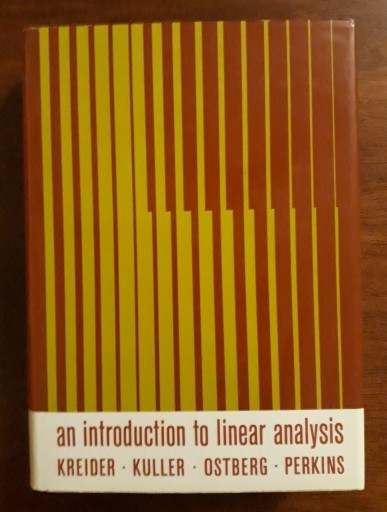 an introduction to linear analysis
KREIDER · KULLER · OSTBERG · PERKINS